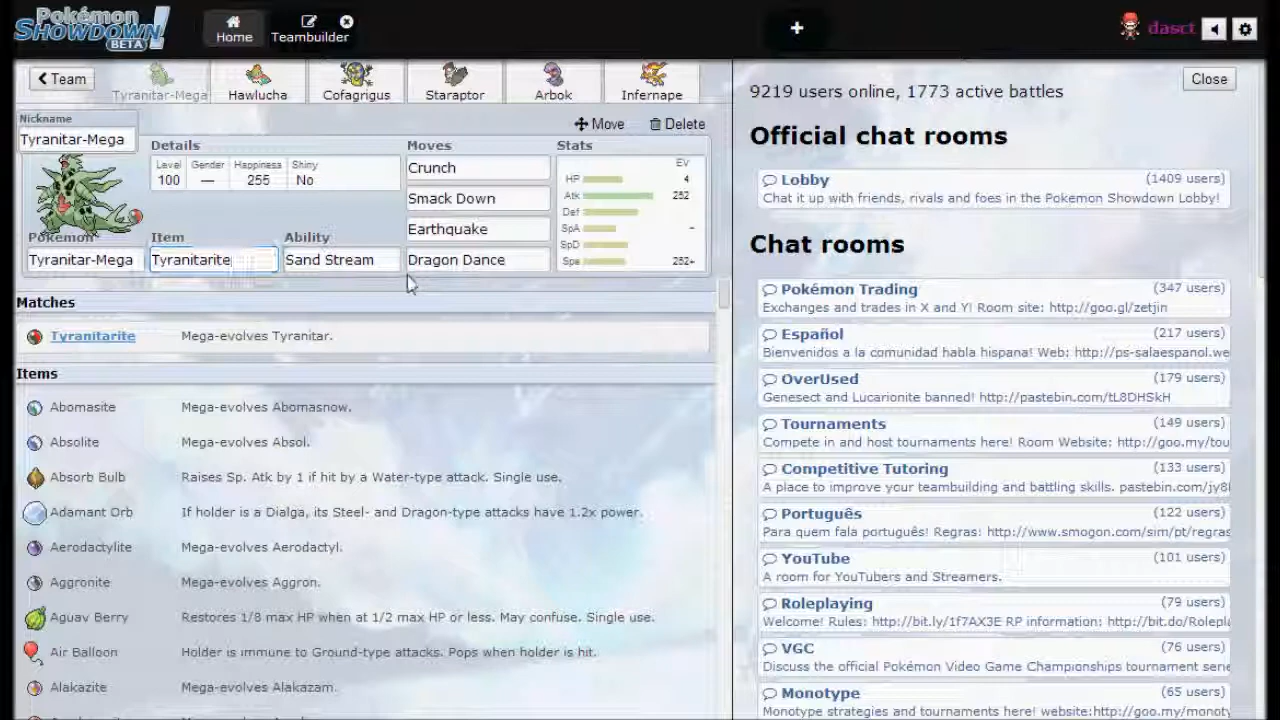 Pokémon
SHOWDOWN!
BETA
Home
Teambuilder
+
dasct
Team
Tyranitar-Mega
Hawlucha
Cofagrigus
Staraptor
Arbok
Infernape
Nickname
Tyranitar-Mega
Move
Delete
Details
Level
Gender
Happiness
Shiny
100
—
255
No
Pokemon
Tyranitar-Mega
Item
Tyranitarite
Ability
Sand Stream
Moves
Crunch
Smack Down
Earthquake
Dragon Dance
Stats
EV
HP 4
Atk 252
Def
SpA -
SpD
Spe 252+
Matches
Tyranitarite Mega-evolves Tyranitar.
Items
Abomasite Mega-evolves Abomasnow.
Absolite Mega-evolves Absol.
Absorb Bulb Raises Sp. Atk by 1 if hit by a Water-type attack. Single use.
Adamant Orb If holder is a Dialga, its Steel- and Dragon-type attacks have 1.2x power.
Aerodactylite Mega-evolves Aerodactyl.
Aggronite Mega-evolves Aggron.
Aguav Berry Restores 1/8 max HP when at 1/2 max HP or less. May confuse. Single use.
Air Balloon Holder is immune to Ground-type attacks. Pops when holder is hit.
Alakazite Mega-evolves Alakazam.
9219 users online, 1773 active battles
Close
Official chat rooms
Lobby (1409 users)
Chat it up with friends, rivals and foes in the Pokemon Showdown Lobby!
Chat rooms
Pokémon Trading (347 users)
Exchanges and trades in X and Y! Room site: http://goo.gl/zetjin
Español (217 users)
Bienvenidos a la comunidad habla hispana! Web: http://ps-salaespanol.we
OverUsed (179 users)
Genesect and Lucarionite banned! http://pastebin.com/tL8DHSkH
Tournaments (149 users)
Compete in and host tournaments here! Room Website: http://goo.my/tou
Competitive Tutoring (133 users)
A place to improve your teambuilding and battling skills. pastebin.com/jy8
Português (122 users)
Para quem fala português! Regras: http://www.smogon.com/sim/pt/regras
YouTube (101 users)
A room for YouTubers and Streamers.
Roleplaying (79 users)
Welcome! Rules: http://bit.ly/1f7AX3E RP information: http://bit.do/Rolepla
VGC (76 users)
Discuss the official Pokémon Video Game Championships tournament serie
Monotype (65 users)
Monotype strategies and tournaments here! website:http://goo.my/monoty